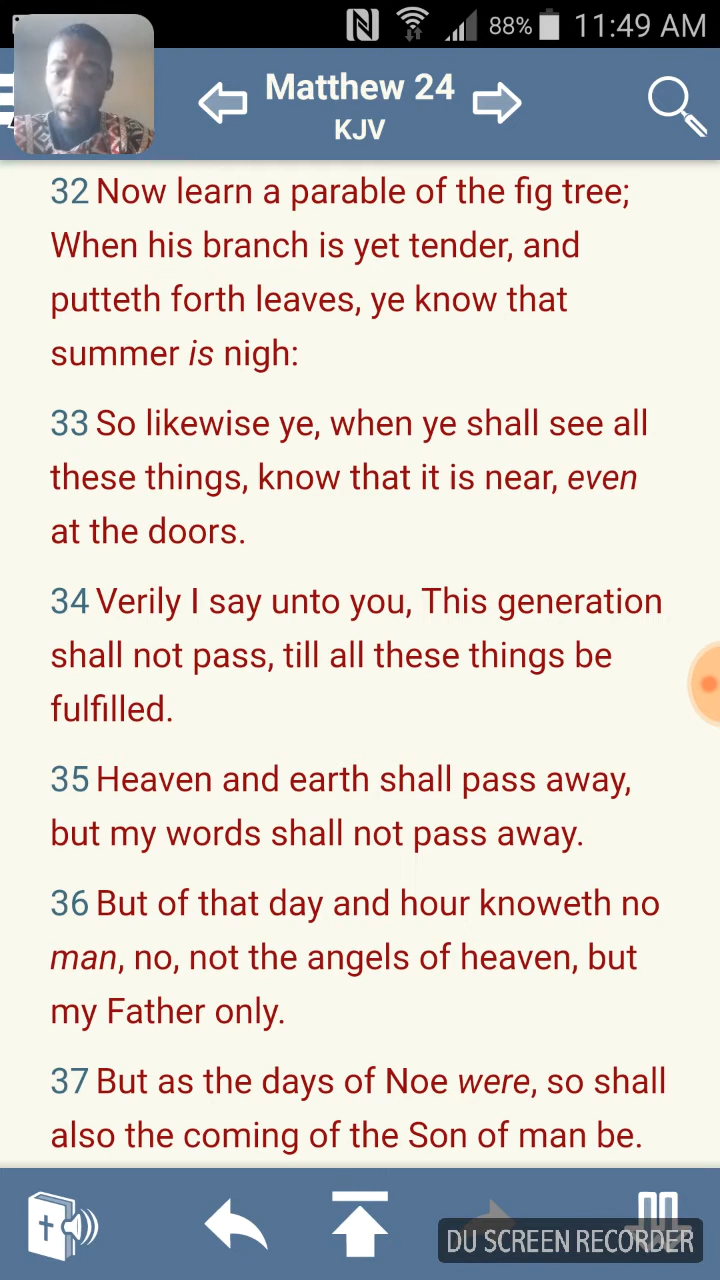 88% 11:49 AM
Matthew 24
KJV
32 Now learn a parable of the fig tree;
When his branch is yet tender, and
putteth forth leaves, ye know that
summer is nigh:
33 So likewise ye, when ye shall see all
these things, know that it is near, even
at the doors.
34 Verily I say unto you, This generation
shall not pass, till all these things be
fulfilled.
35 Heaven and earth shall pass away,
but my words shall not pass away.
36 But of that day and hour knoweth no
man, no, not the angels of heaven, but
my Father only.
37 But as the days of Noe were, so shall
also the coming of the Son of man be.
DU SCREEN RECORDER